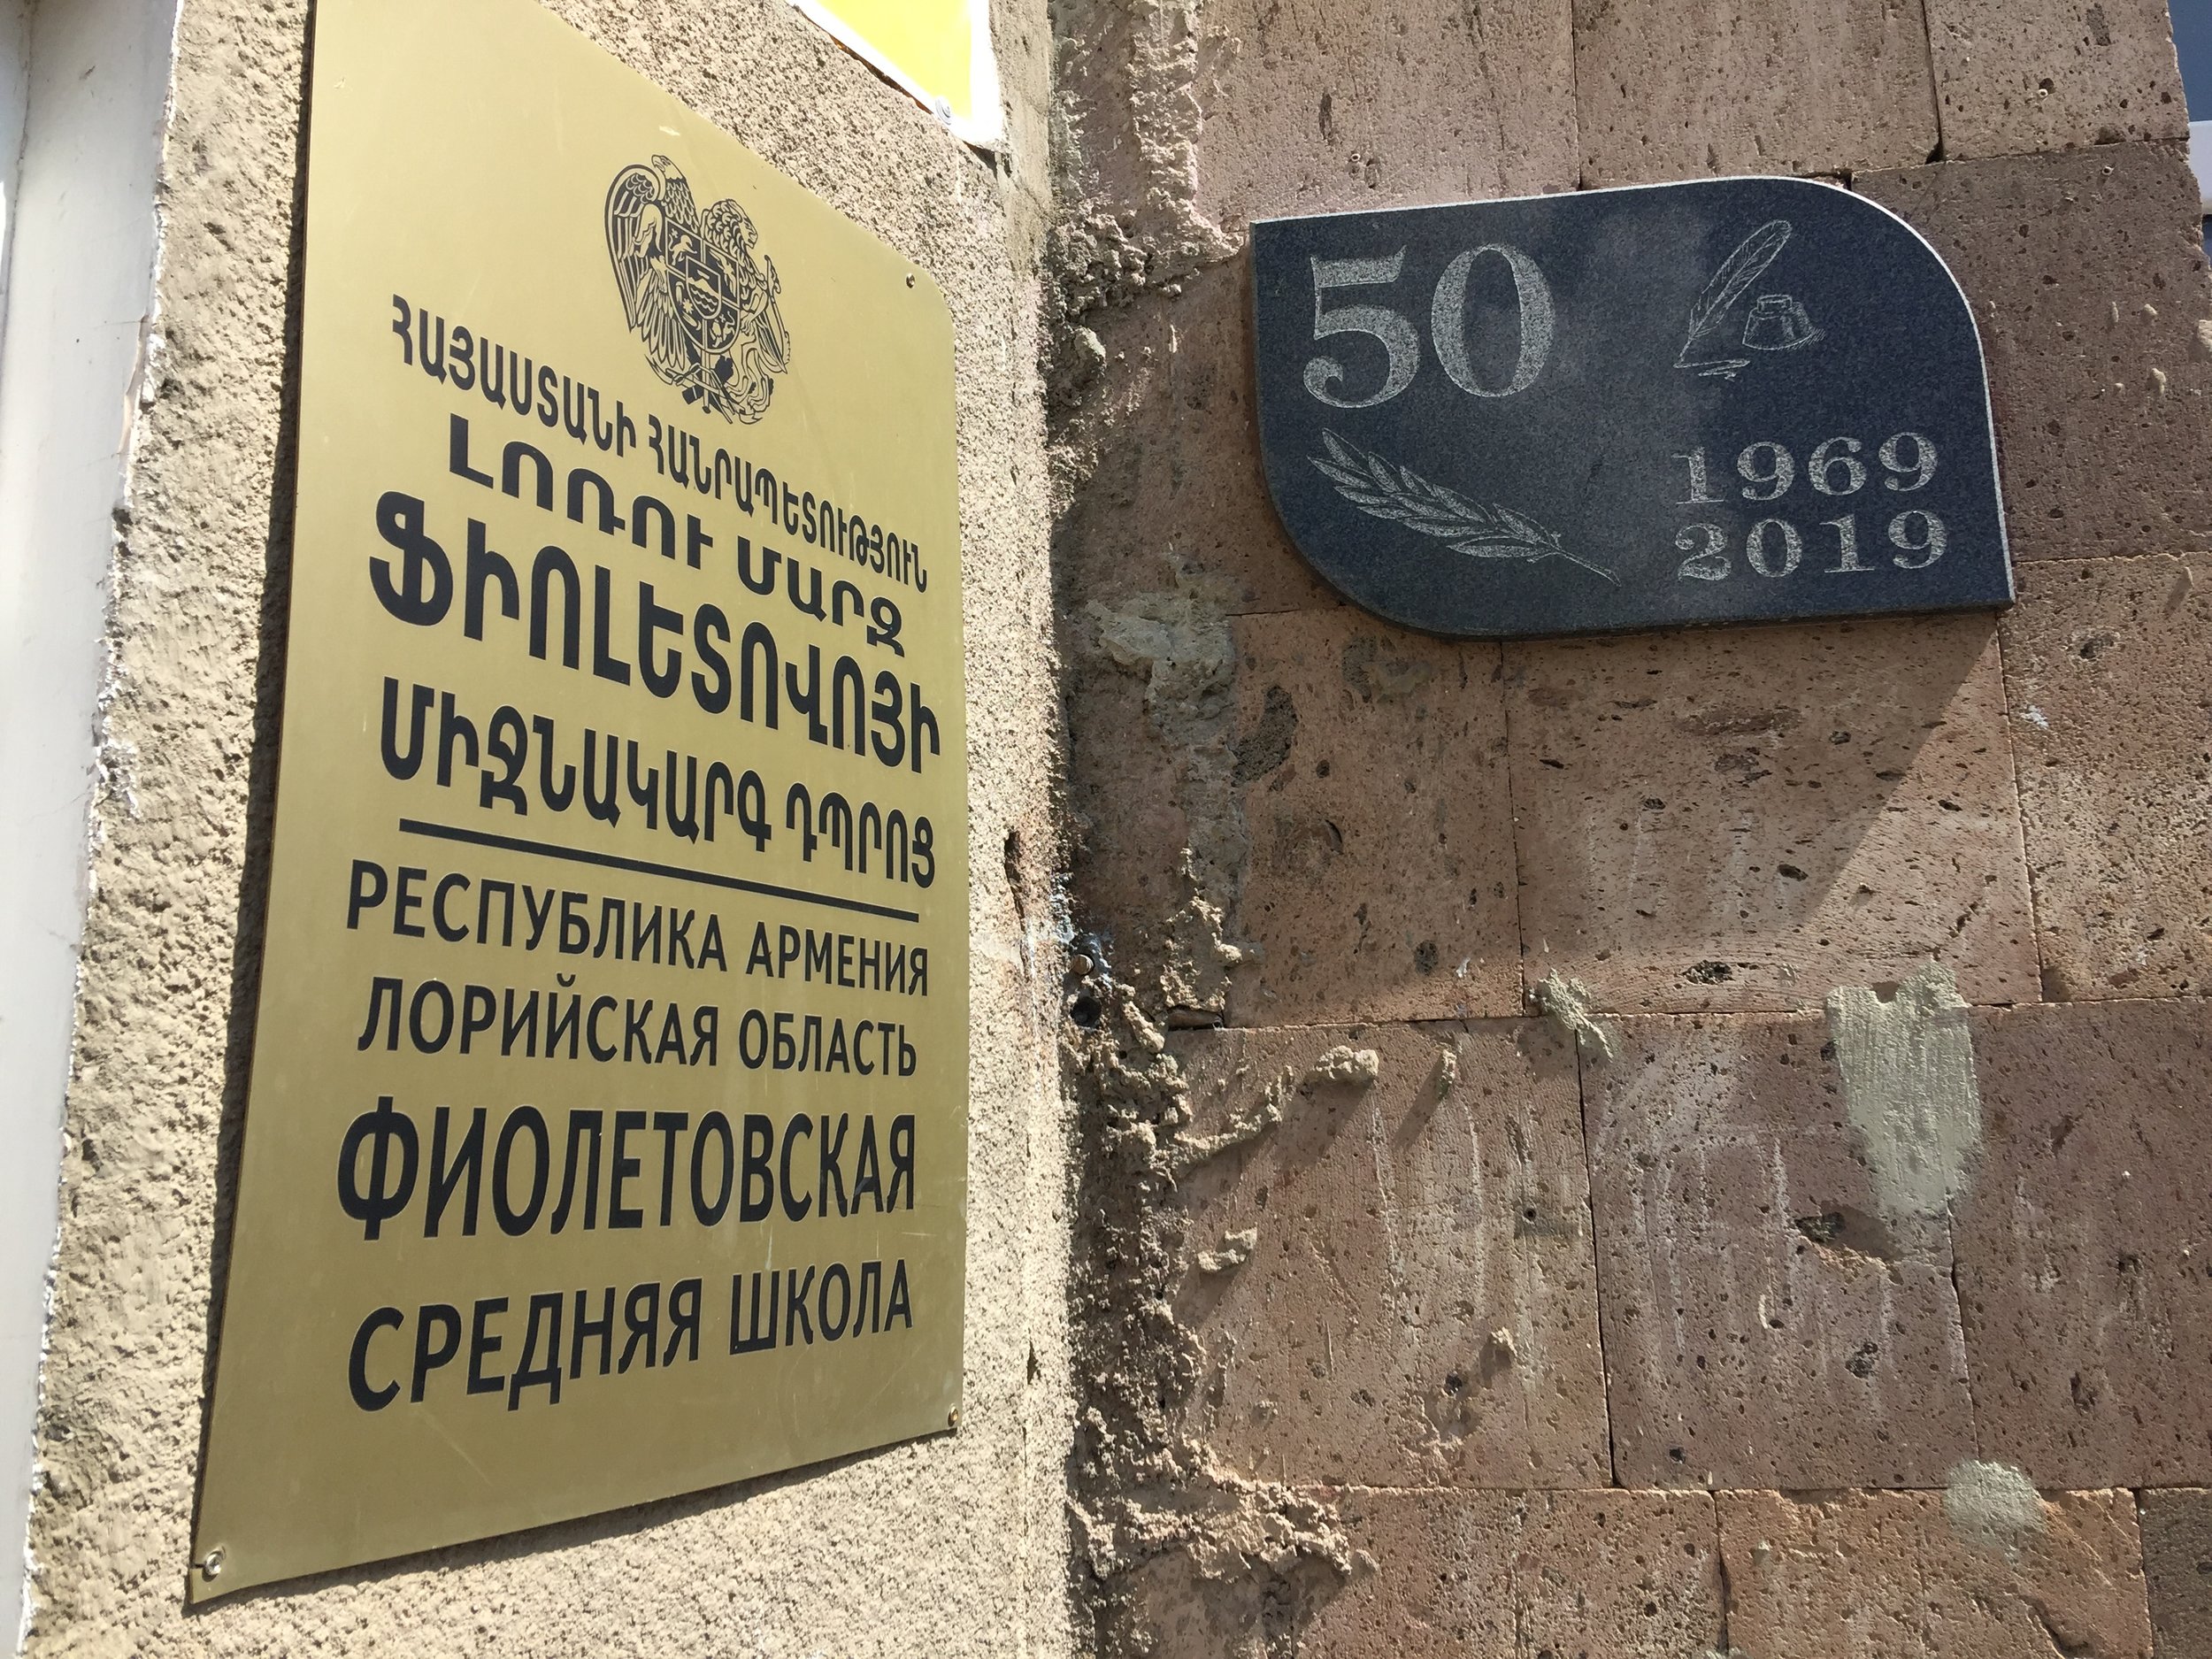 ՀԱՅԱՍՏԱՆԻ ՀԱՆՐԱՊԵՏՈՒԹՅՈՒՆ
ԼՈՌՈՒ ՄԱՐԶ
ՖԻՈԼԵՏՈՎՈՅԻ
ՄԻՋՆԱԿԱՐԳ ԴՊՐՈՑ
РЕСПУБЛИКА АРМЕНИЯ
ЛОРИЙСКАЯ ОБЛАСТЬ
ФИОЛЕТОВСКАЯ
СРЕДНЯЯ ШКОЛА
50
1969
2019